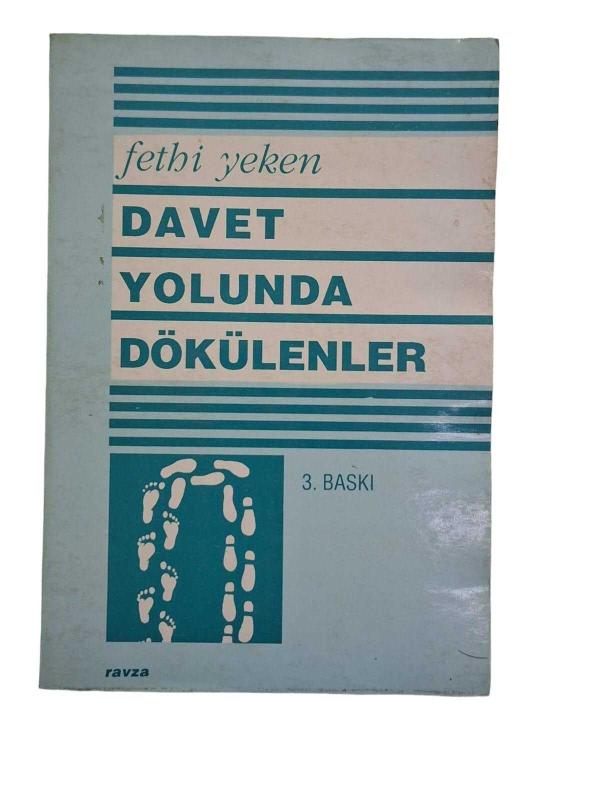 fethi yeken
DAVET
YOLUNDA
DÖKÜLENLER
3. BASKI
ravza